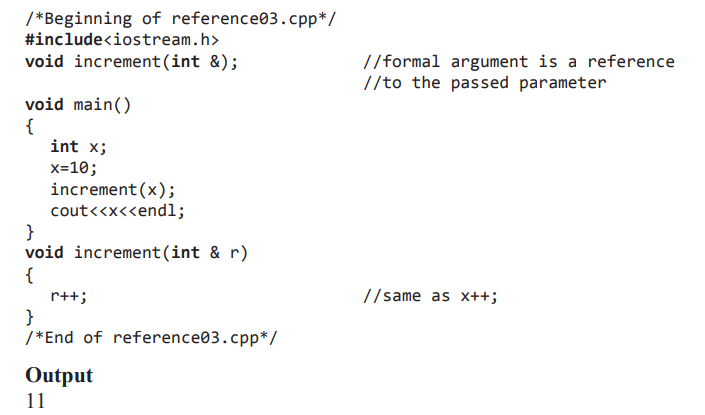 /*Beginning of reference03.cpp*/
#include<iostream.h>
void increment(int &); //formal argument is a reference
//to the passed parameter
void main()
{
int x;
x=10;
increment(x);
cout<<x<<endl;
}
void increment(int & r)
{
r++; //same as x++;
}
/*End of reference03.cpp*/
Output
11